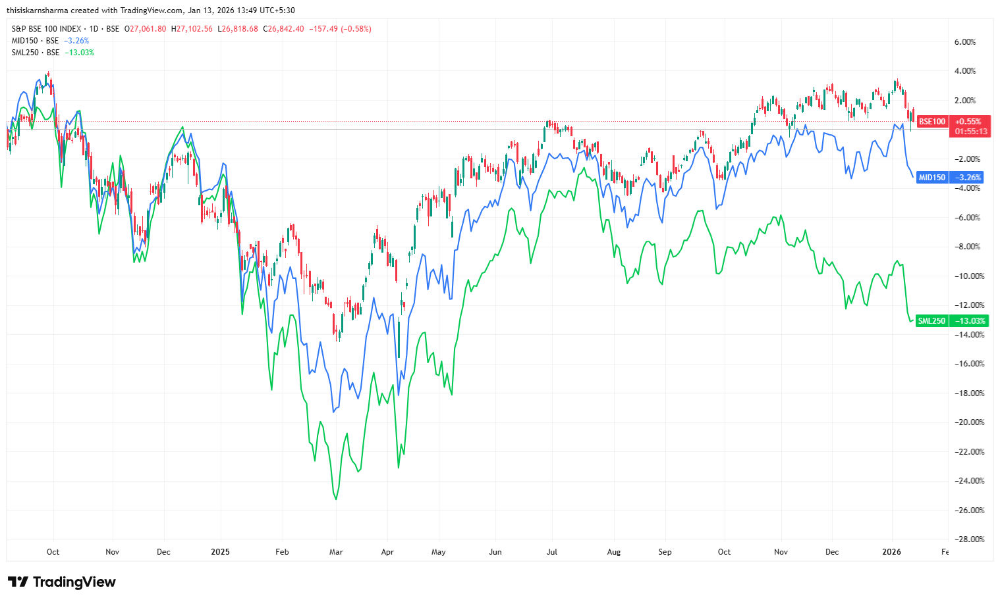 thisiskarnsharma created with TradingView.com, Jan 13, 2026 13:49 UTC+5:30
S&P BSE 100 INDEX · 1D · BSE O27,061.80 H27,102.56 L26,818.68 C26,842.40 −157.49 (−0.58%)
MID150 · BSE −3.26%
SML250 · BSE −13.03%
6.00%
4.00%
2.00%
BSE100 +0.55%
01:55:13
−2.00%
MID150 −3.26%
−4.00%
−6.00%
−8.00%
−10.00%
−12.00%
SML250 −13.03%
−14.00%
−16.00%
−18.00%
−20.00%
−22.00%
−24.00%
−26.00%
−28.00%
Oct Nov Dec 2025 Feb Mar Apr May Jun Jul Aug Sep Oct Nov Dec 2026 Fe
TradingView